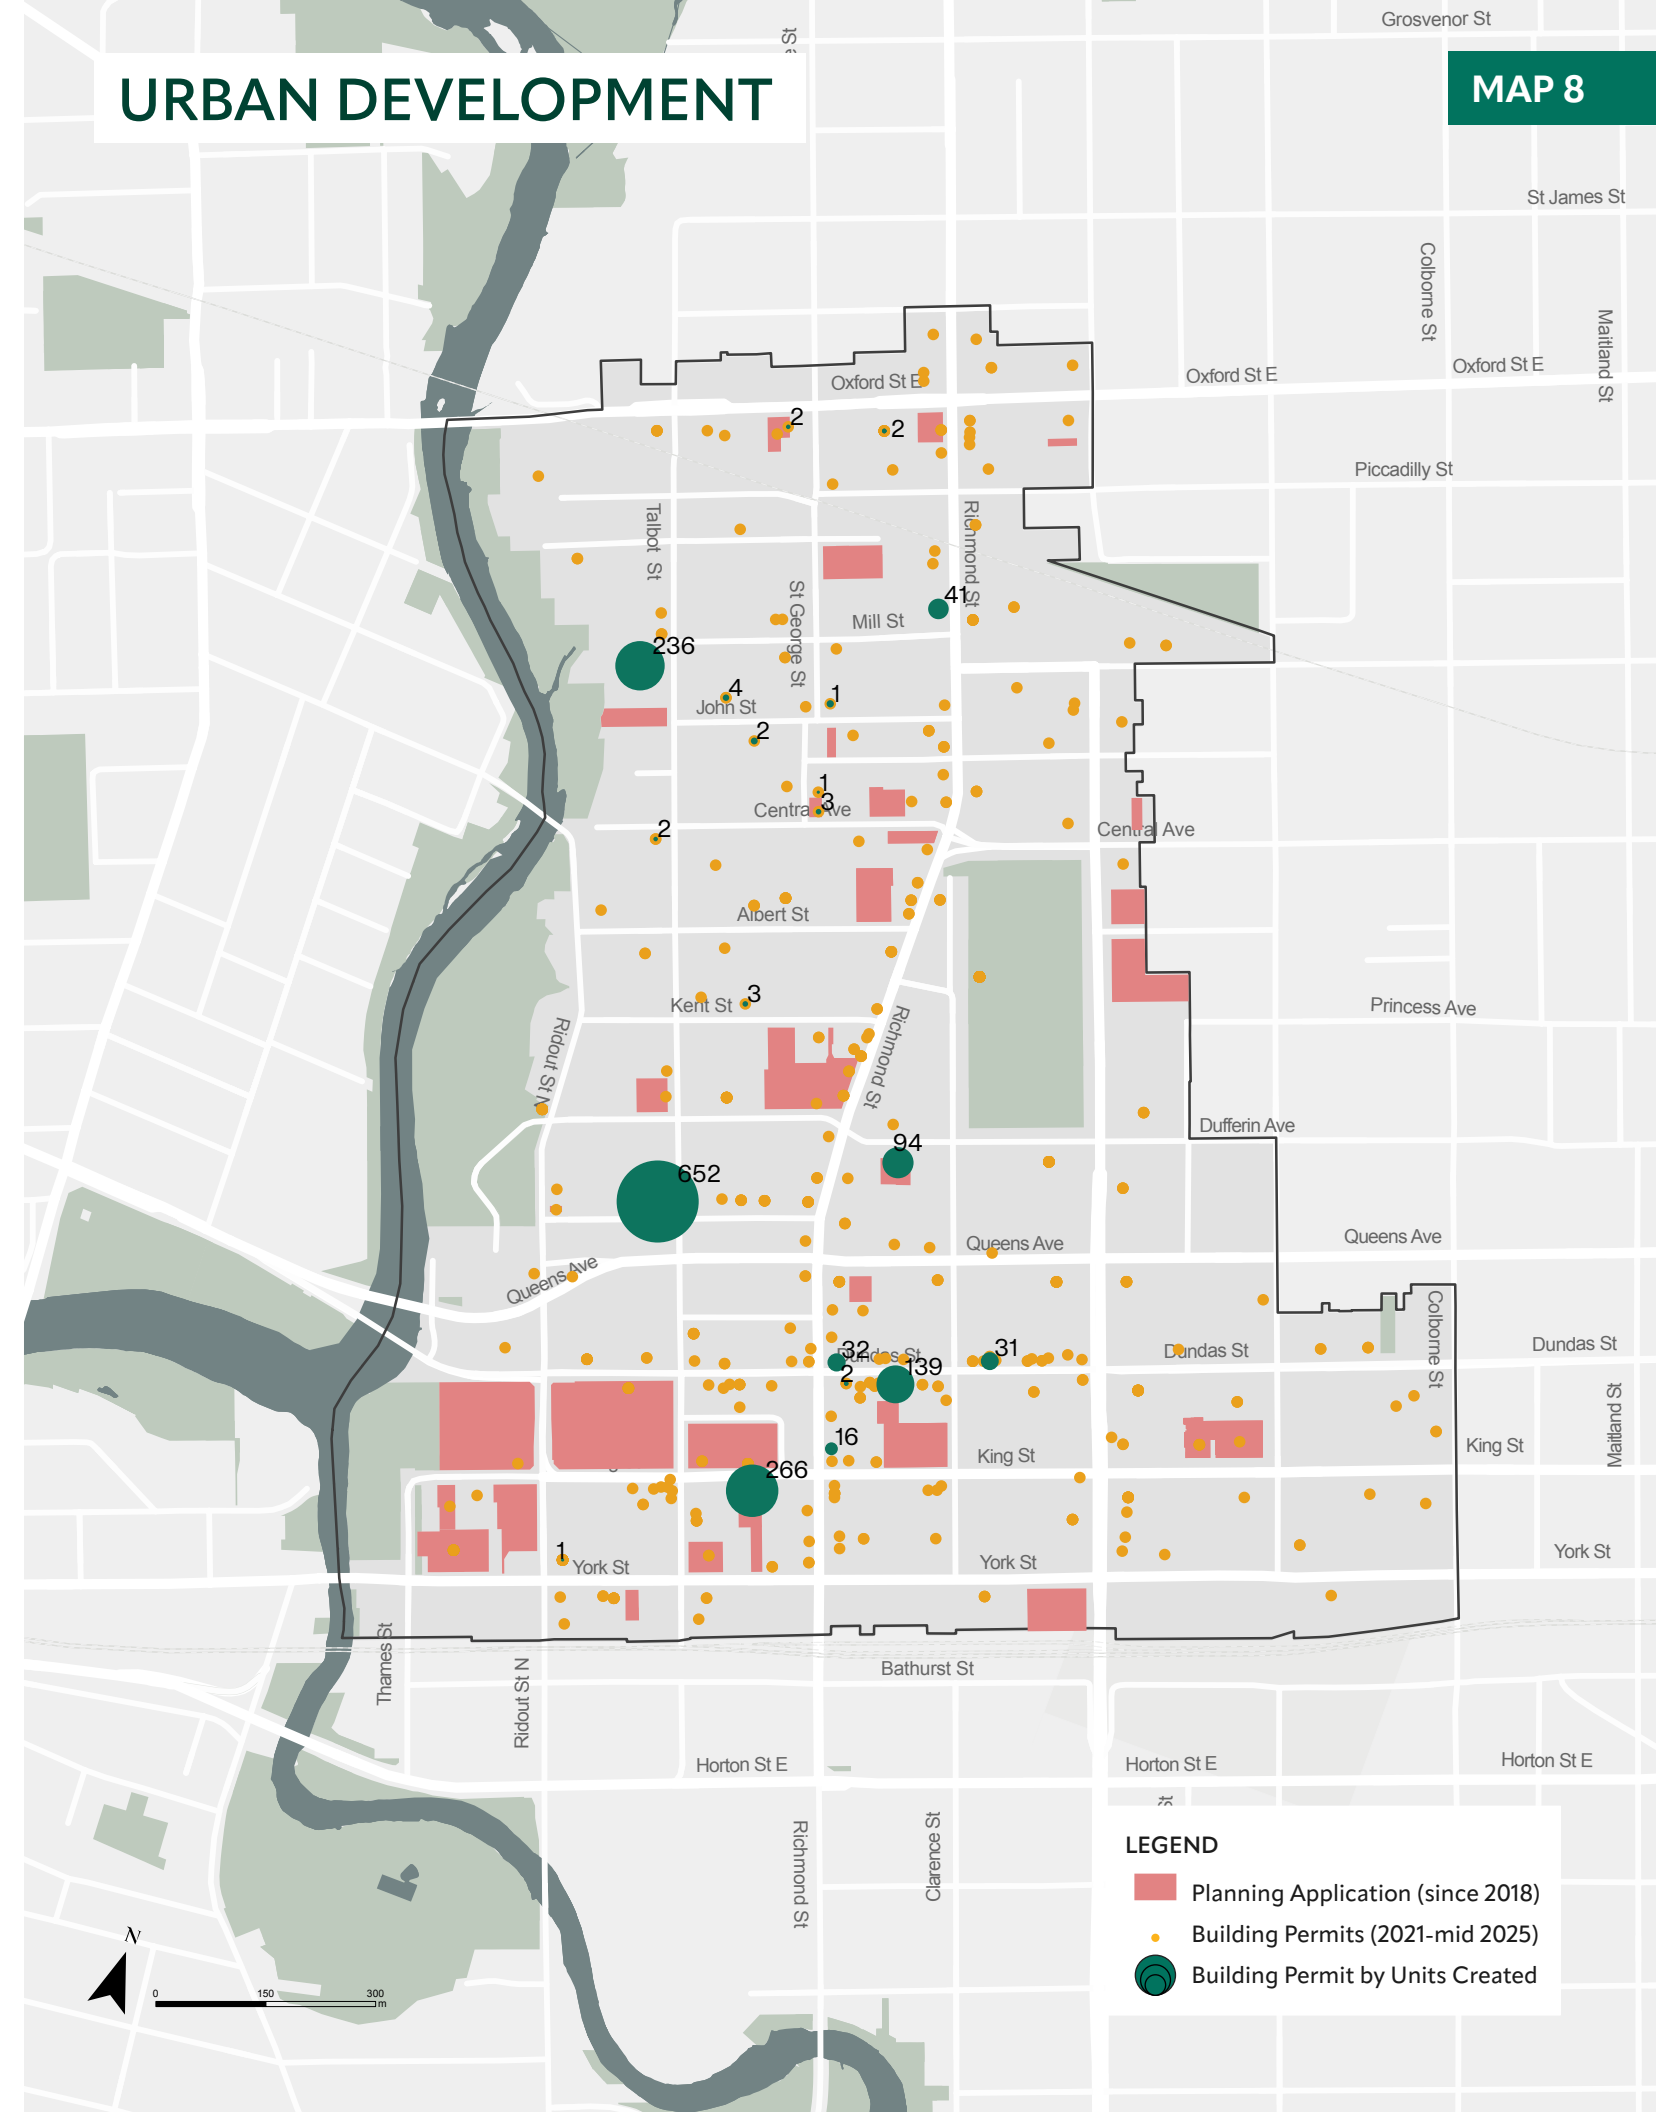 Grosvenor St
St
URBAN DEVELOPMENT
MAP 8
St James St
Colborne St
Maitland St
Oxford St E
Oxford St E
Oxford St E
2
2
Piccadilly St
Talbot St
Richmond St
St George St
41
Mill St
236
4
1
John St
2
1
3
Central Ave
2
Central Ave
Albert St
3
Kent St
Princess Ave
Ridout St N
Richmond St
Dufferin Ave
94
652
Queens Ave
Queens Ave
Queens Ave
Colborne St
32
Dundas St
31
Dundas St
Dundas St
139
2
Maitland St
16
King St
King St
266
1
York St
York St
York St
Thames St
Ridout St N
Bathurst St
Horton St E
Horton St E
Horton St E
St
Richmond St
Clarence St
LEGEND
Planning Application (since 2018)
Building Permits (2021-mid 2025)
Building Permit by Units Created
N
0 150 300
m